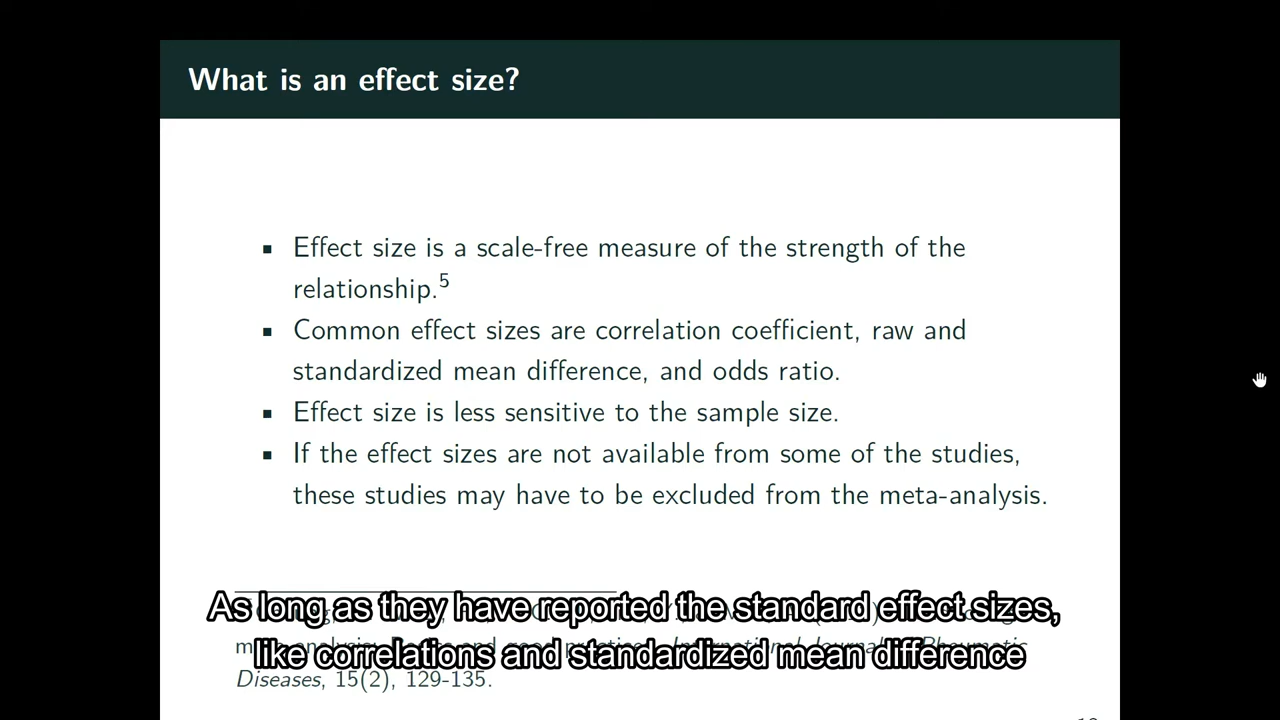 What is an effect size?
▪ Effect size is a scale-free measure of the strength of the
relationship.⁵
▪ Common effect sizes are correlation coefficient, raw and
standardized mean difference, and odds ratio.
▪ Effect size is less sensitive to the sample size.
▪ If the effect sizes are not available from some of the studies,
these studies may have to be excluded from the meta-analysis.
As long as they have reported the standard effect sizes,
like correlations and standardized mean difference
Diseases, 15(2), 129-135.